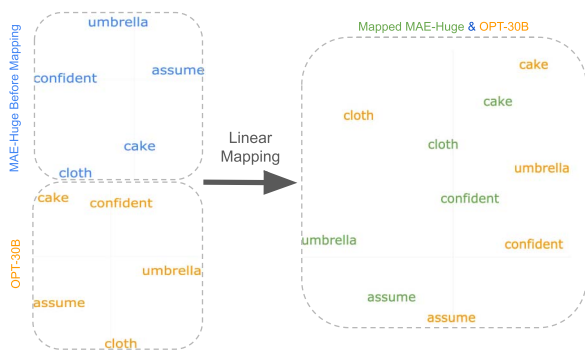 MAE-Huge Before Mapping
umbrella
confident
assume
cake
cloth
OPT-30B
cake
confident
umbrella
assume
cloth
Linear
Mapping
Mapped MAE-Huge & OPT-30B
cake
cake
cloth
cloth
umbrella
confident
umbrella
confident
assume
assume